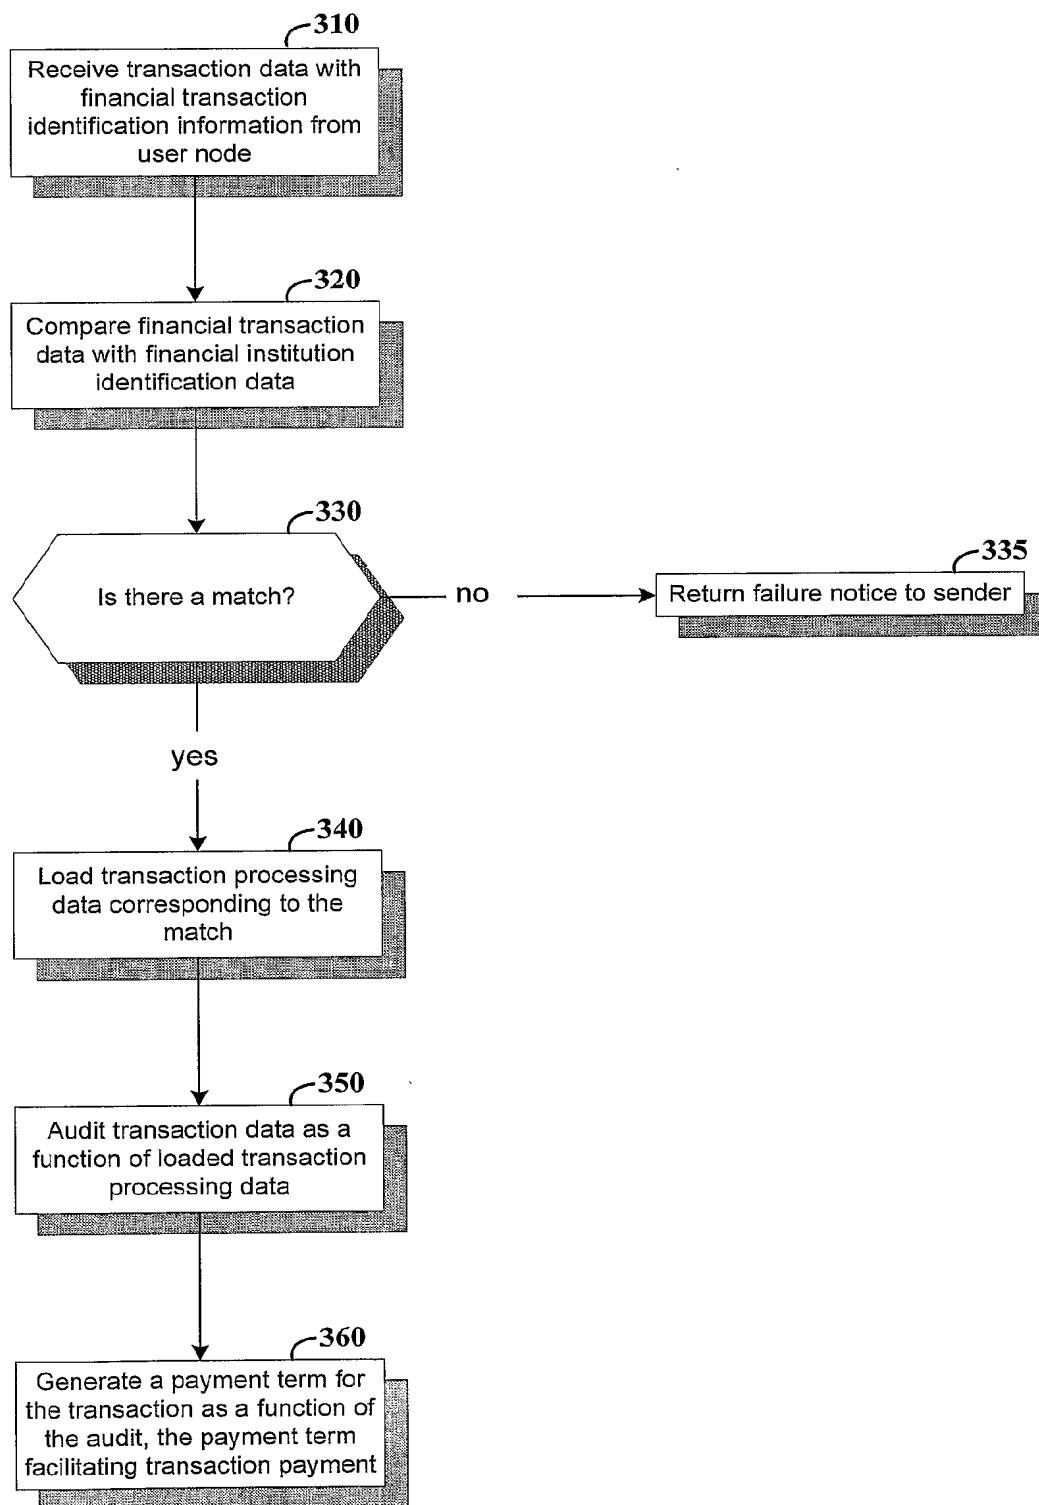 310
Receive transaction data with
financial transaction
identification information from
user node
320
Compare financial transaction
data with financial institution
identification data
330
Is there a match?
no
335
Return failure notice to sender
yes
340
Load transaction processing
data corresponding to the
match
350
Audit transaction data as a
function of loaded transaction
processing data
360
Generate a payment term for
the transaction as a function of
the audit, the payment term
facilitating transaction payment